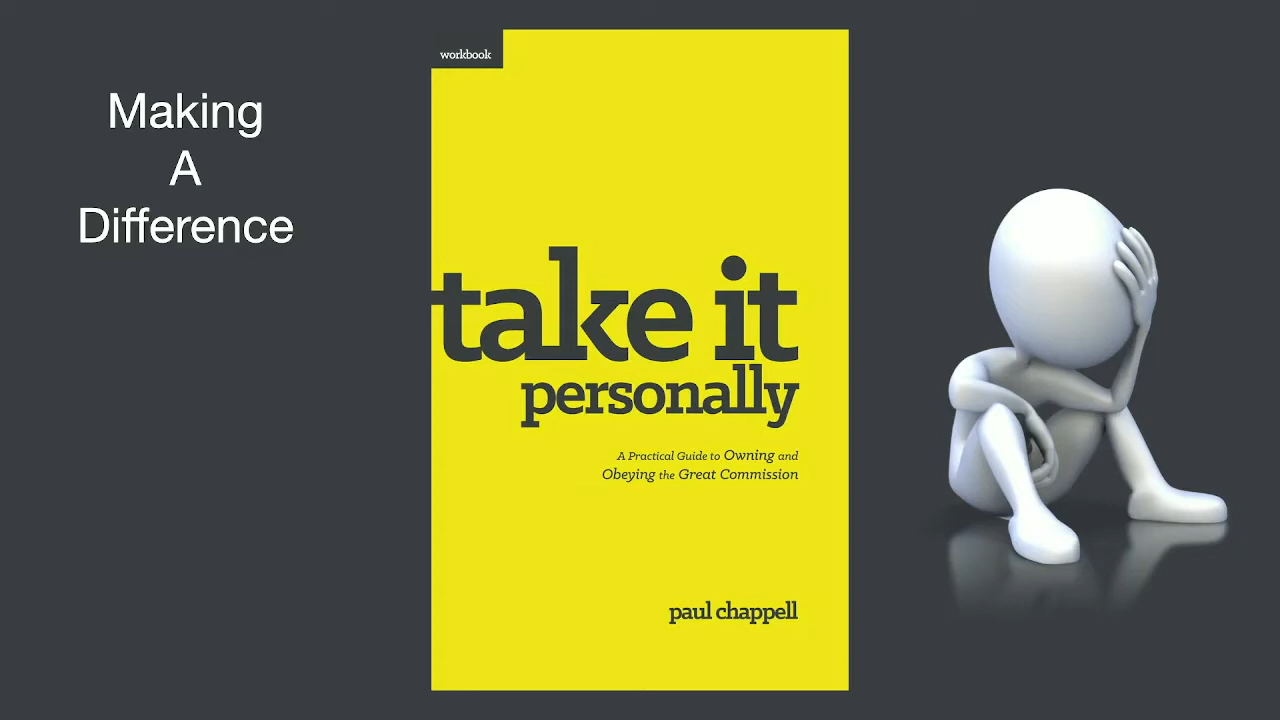 Making
A
Difference
workbook
take it
personally
A Practical Guide to Owning and
Obeying the Great Commission
paul chappell